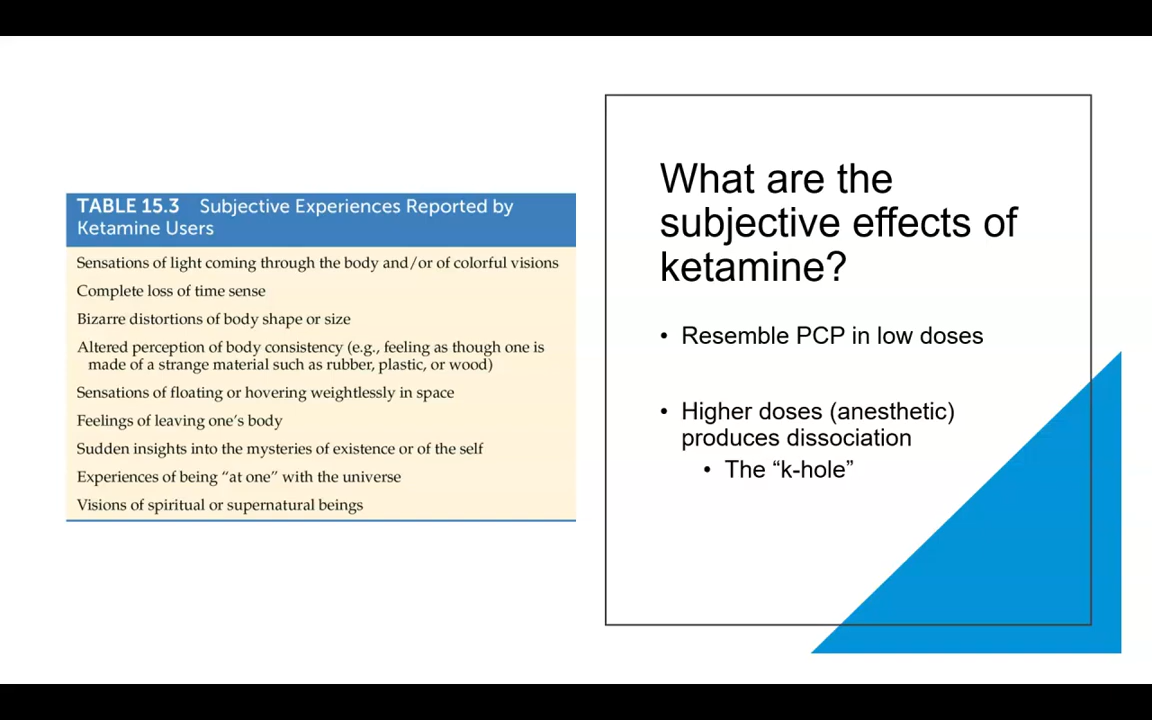 TABLE 15.3 Subjective Experiences Reported by
Ketamine Users
Sensations of light coming through the body and/or of colorful visions
Complete loss of time sense
Bizarre distortions of body shape or size
Altered perception of body consistency (e.g., feeling as though one is
made of a strange material such as rubber, plastic, or wood)
Sensations of floating or hovering weightlessly in space
Feelings of leaving one's body
Sudden insights into the mysteries of existence or of the self
Experiences of being “at one” with the universe
Visions of spiritual or supernatural beings
What are the
subjective effects of
ketamine?
• Resemble PCP in low doses
• Higher doses (anesthetic)
produces dissociation
• The “k-hole”